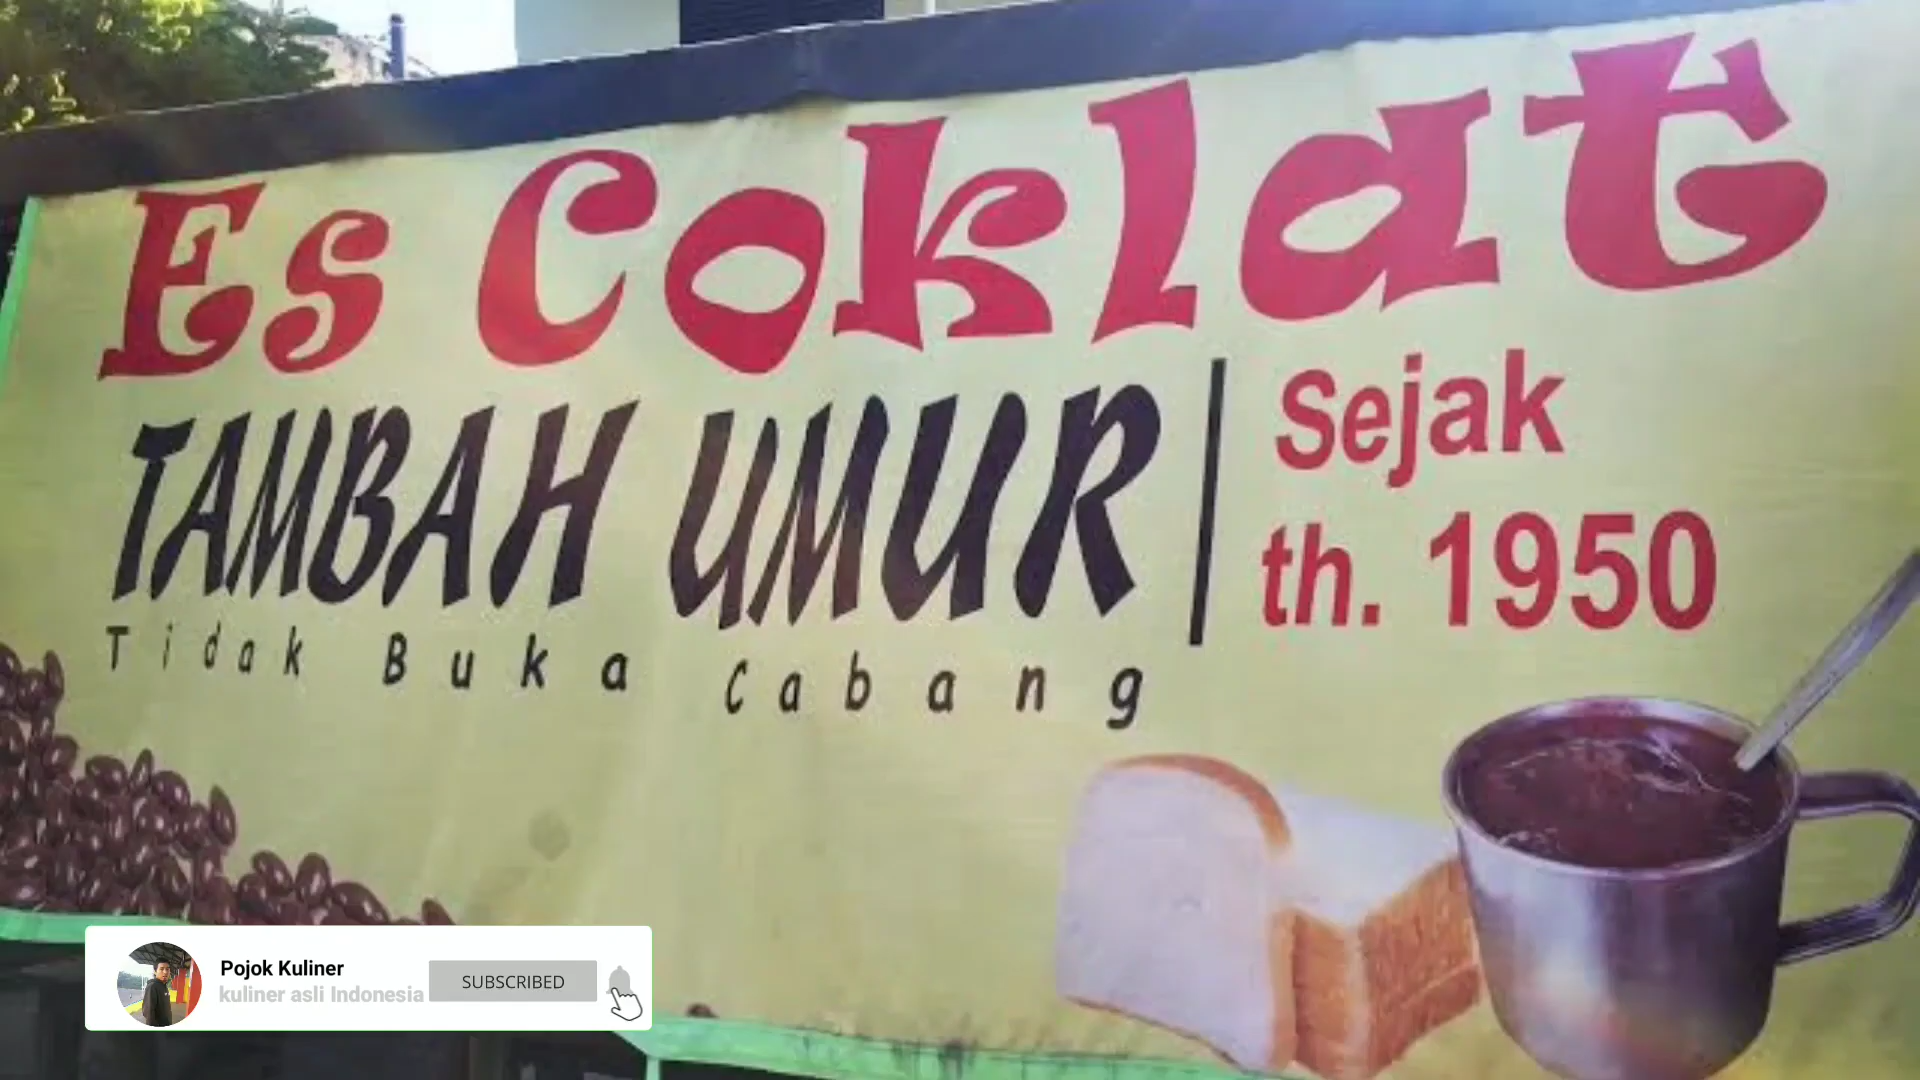 Es Coklat
TAMBAH UMUR
Sejak
th. 1950
Tidak Buka Cabang
Pojok Kuliner
kuliner asli Indonesia
SUBSCRIBED